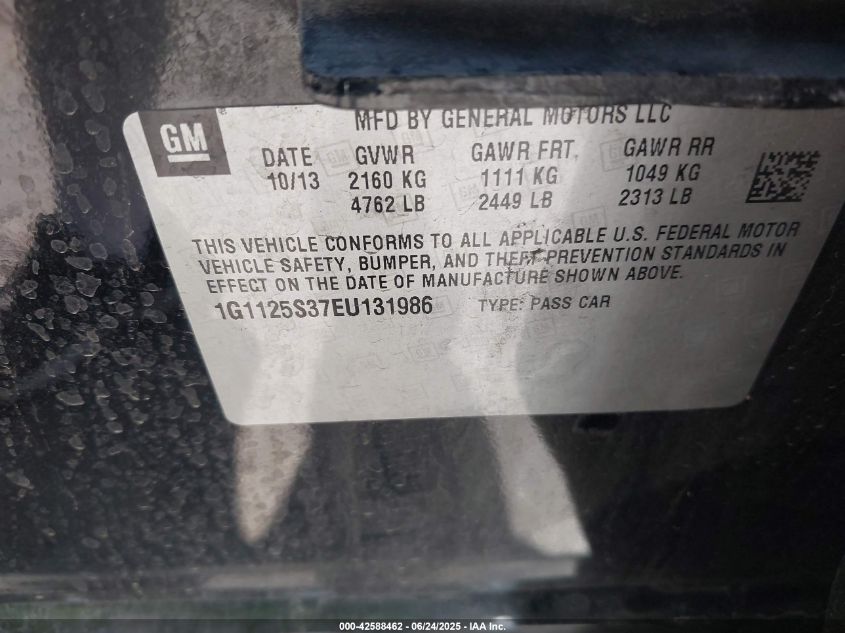 MFD BY GENERAL MOTORS LLC
GM
DATE GVWR GAWR FRT. GAWR RR
10/13 2160 KG 1111 KG 1049 KG
4762 LB 2449 LB 2313 LB
THIS VEHICLE CONFORMS TO ALL APPLICABLE U.S. FEDERAL MOTOR
VEHICLE SAFETY, BUMPER, AND THEFT PREVENTION STANDARDS IN
EFFECT ON THE DATE OF MANUFACTURE SHOWN ABOVE.
1G1125S37EU131986 TYPE: PASS CAR
000-42588462 - 06/24/2025 - IAA Inc.